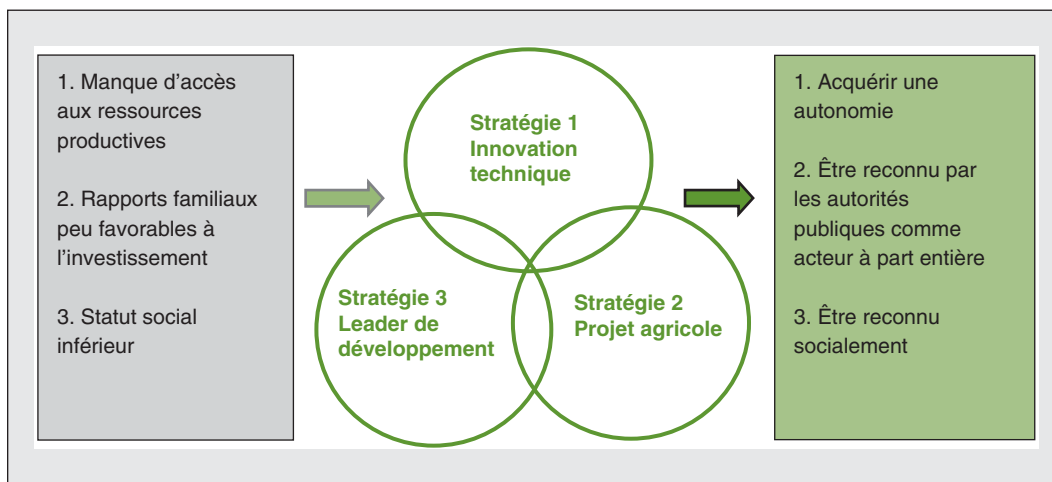 1. Manque d'accès
aux ressources
productives
2. Rapports familiaux
peu favorables à
l'investissement
3. Statut social
inférieur
Stratégie 1
Innovation
technique
Stratégie 3
Leader de
développement
Stratégie 2
Projet agricole
1. Acquérir une
autonomie
2. Être reconnu par
les autorités
publiques comme
acteur à part entière
3. Être reconnu
socialement